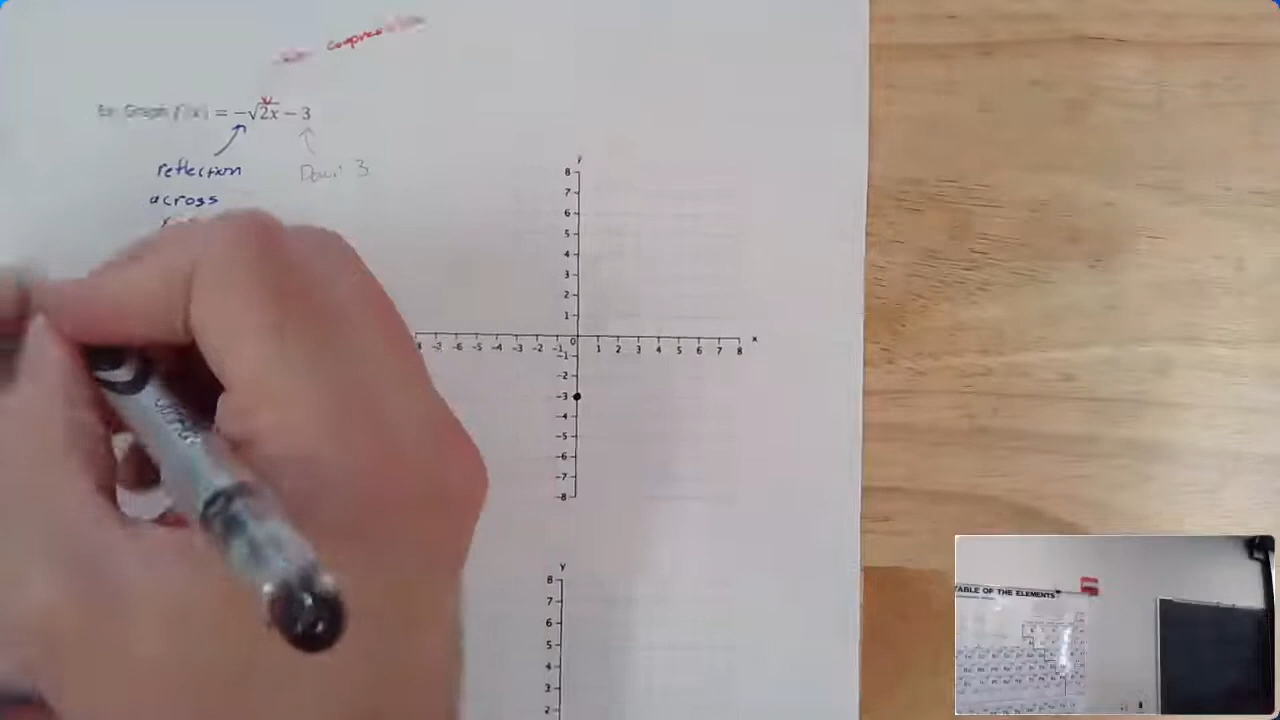 compression
Ex: Graph f(x) = −√2x − 3
reflection
Down 3
across
x
y
8
7
6
5
4
3
2
1
-8 -7 -6 -5 -4 -3 -2 -1 0 1 2 3 4 5 6 7 8 x
-1
-2
-3
-4
-5
-6
-7
-8
y
8
7
6
5
4
3
2
TABLE OF THE ELEMENTS